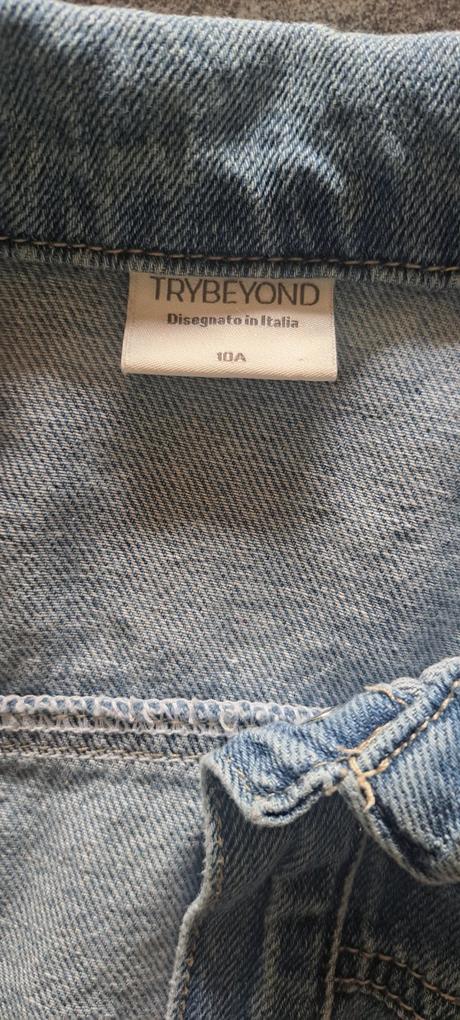 TRYBEYOND
Disegnato in Italia
10A